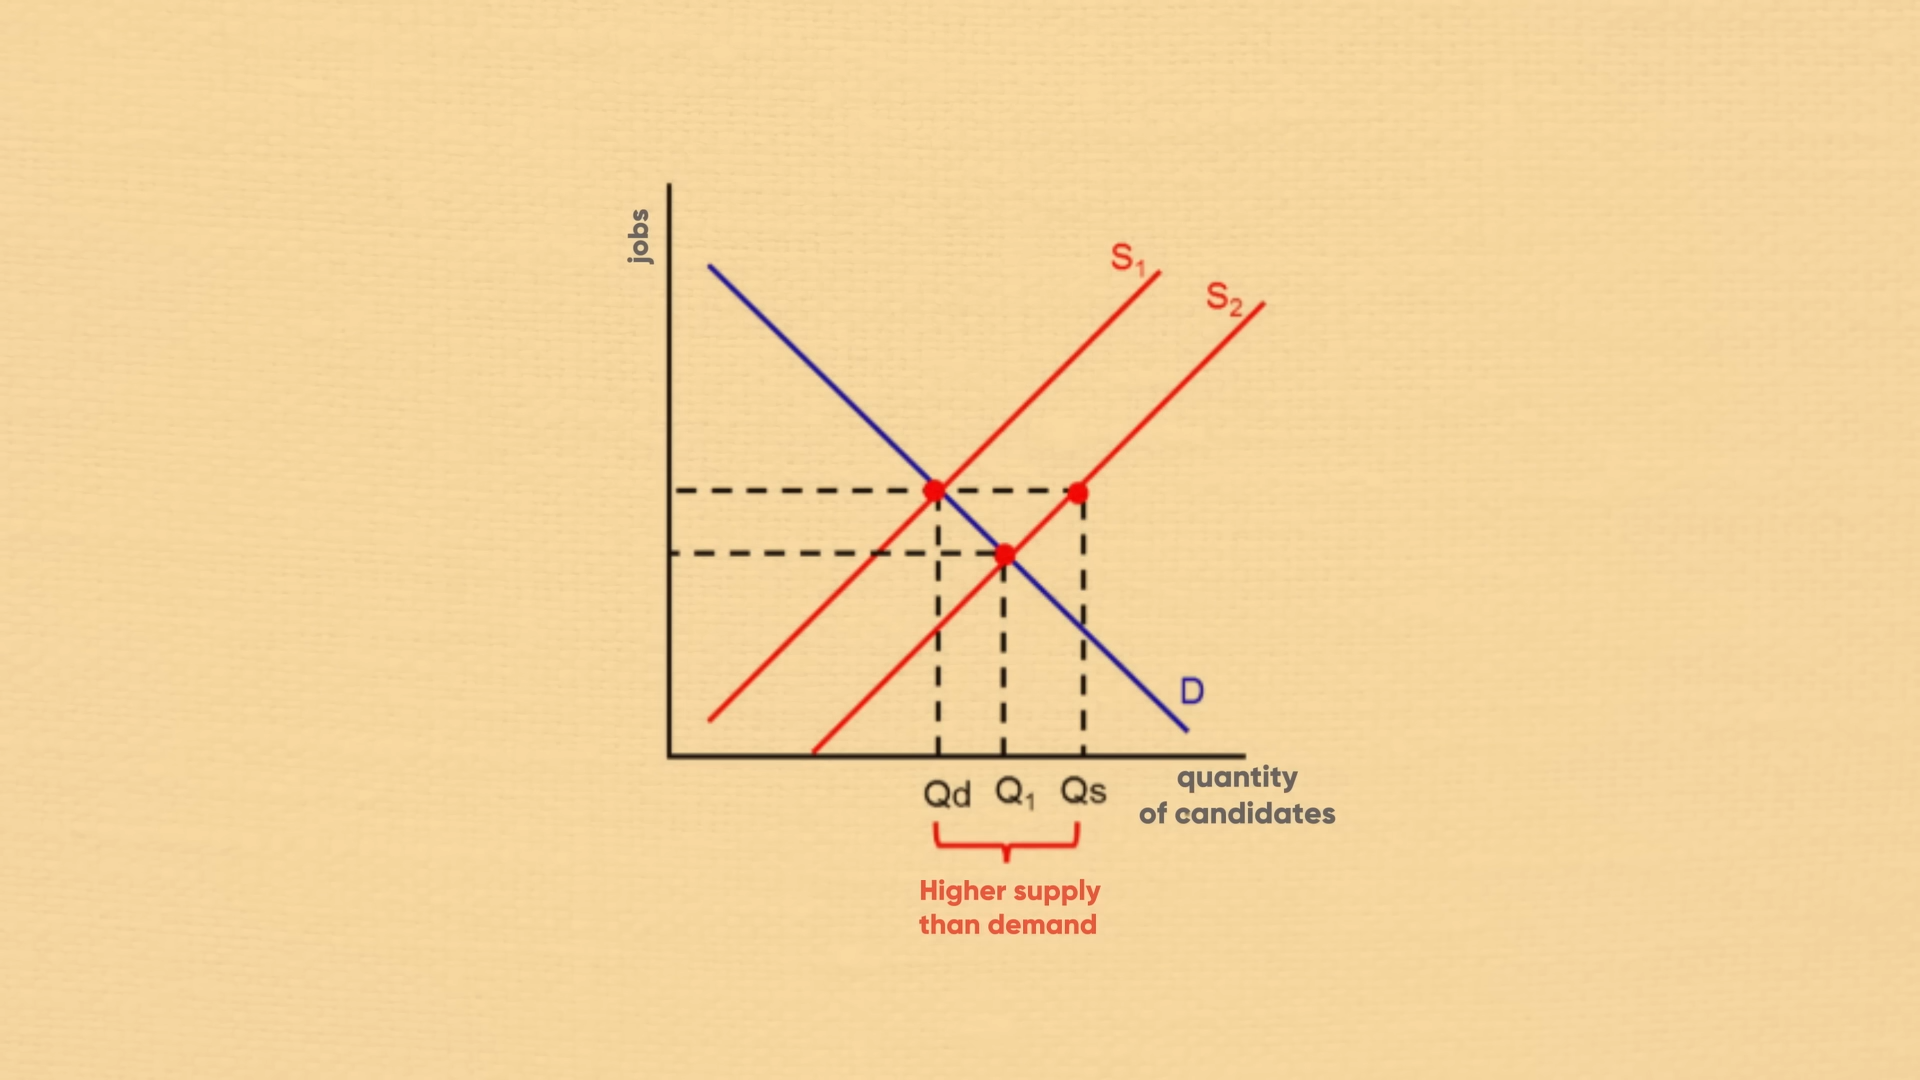 jobs
S₁
S₂
D
Qd Q₁ Qs
quantity
of candidates
Higher supply
than demand